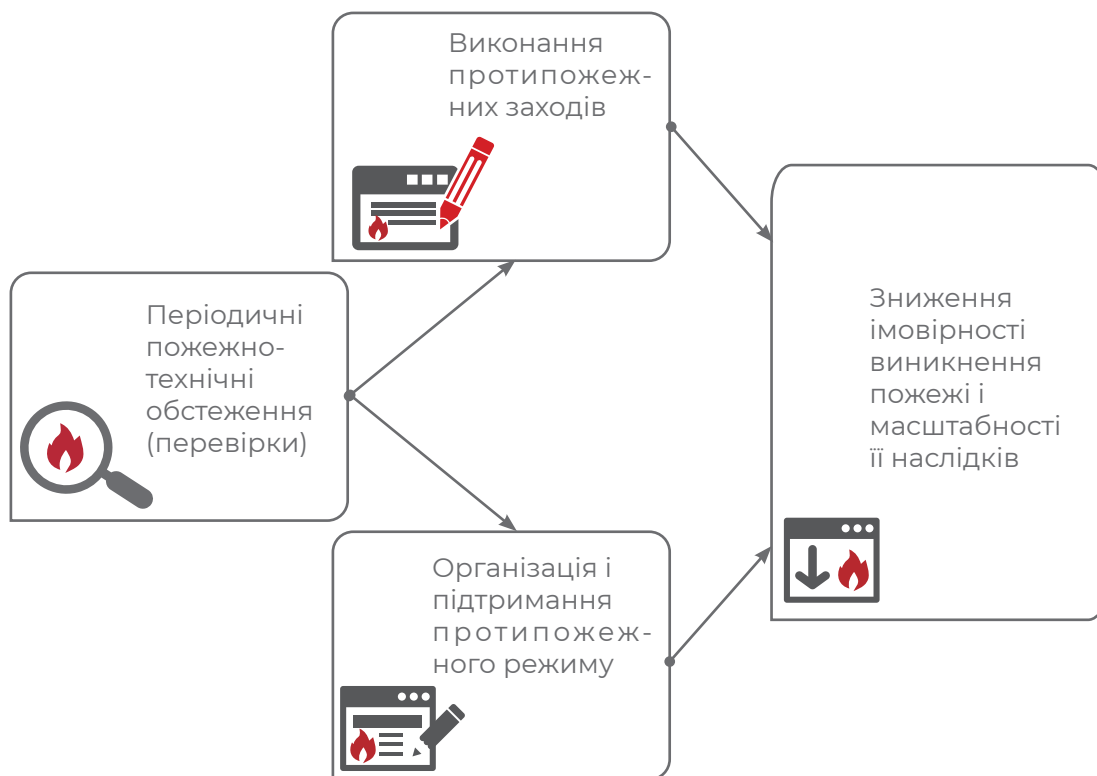 Виконання
протипожеж-
них заходів
Періодичні
пожежно-
технічні
обстеження
(перевірки)
Організація і
підтримання
протипожеж-
ного режиму
Зниження
імовірності
виникнення
пожежі і
масштабності
її наслідків